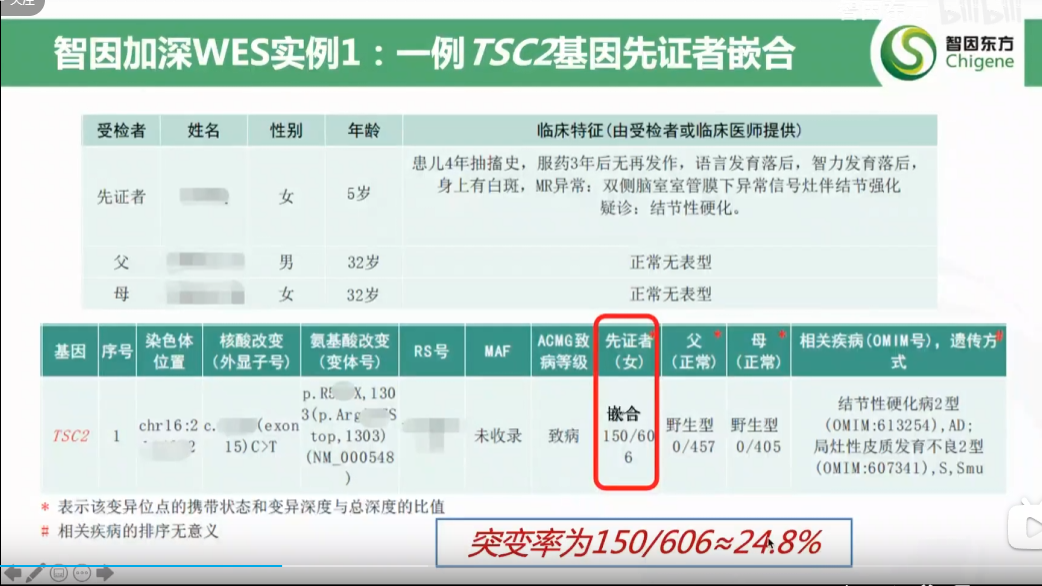 关注
bilibili
智因加深WES实例1：一例TSC2基因先证者嵌合
智因东方
Chigene
受检者 姓名 性别 年龄 临床特征(由受检者或临床医师提供)
先证者 女 5岁
患儿4年抽搐史，服药3年后无再发作，语言发育落后，智力发育落后，
身上有白斑，MR异常：双侧脑室室管膜下异常信号灶伴结节强化
疑诊：结节性硬化。
父 男 32岁 正常无表型
母 女 32岁 正常无表型
基因 序号
染色体
位置
核酸改变
(外显子号)
氨基酸改变
(变体号)
RS号
MAF
ACMG致
病等级
先证者*
(女)
父*
(正常)
母*
(正常)
相关疾病(OMIM号)，遗传方#
式
TSC2
1
chr16:2
2
c. (exon
15)C>T
p.R5 X,130
3(p.Arg S
top,1303)
(NM_000548
)
未收录
致病
嵌合
150/60
6
野生型
0/457
野生型
0/405
结节性硬化病2型
(OMIM:613254),AD;
局灶性皮质发育不良2型
(OMIM:607341),S,Smu
* 表示该变异位点的携带状态和变异深度与总深度的比值
# 相关疾病的排序无意义
突变率为150/606≈24.8%